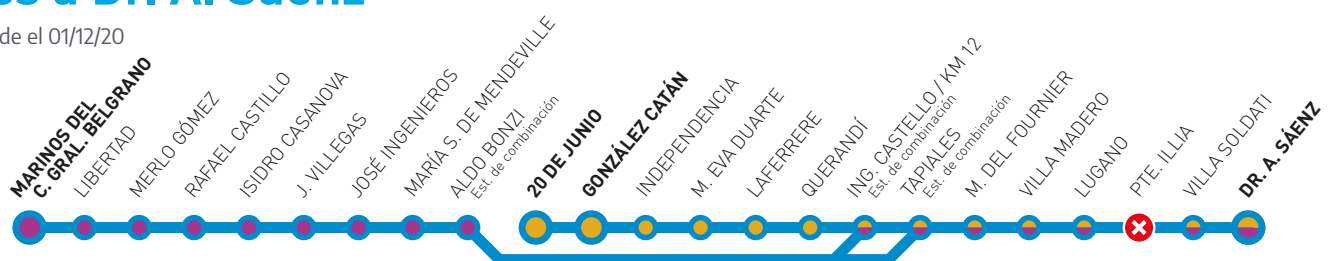 de el 01/12/20
MARINOS DEL
C. GRAL. BELGRANO
LIBERTAD
MERLO GÓMEZ
RAFAEL CASTILLO
ISIDRO CASANOVA
J. VILLEGAS
JOSÉ INGENIEROS
MARÍA S. DE MENDEVILLE
ALDO BONZI
Est. de combinación
20 DE JUNIO
GONZÁLEZ CATÁN
INDEPENDENCIA
M. EVA DUARTE
LAFERRERE
QUERANDÍ
ING. CASTELLO / KM 12
Est. de combinación
TAPIALES
Est. de combinación
M. DEL FOURNIER
VILLA MADERO
LUGANO
PTE. ILLIA
VILLA SOLDATI
DR. A. SÁENZ